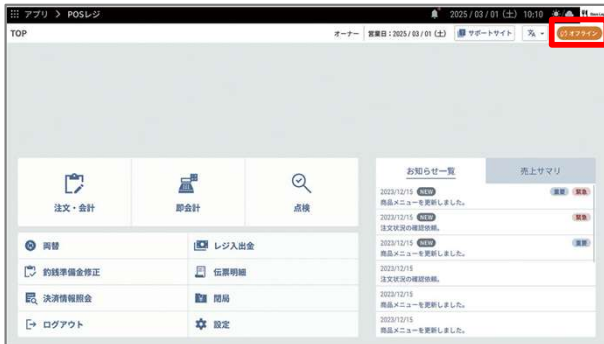 アプリ > POSレジ 2025/03/01(土) 10:10
TOP オーナー 営業日:2025/03/01(土) サポートサイト オフライン
お知らせ一覧 売上サマリ
注文・会計 即会計 点検
2023/12/15 NEW 重要 緊急
商品メニューを更新しました。
2023/12/15 NEW 緊急
注文状況の確認依頼。
2023/12/15 NEW 重要
商品メニューを更新しました。
2023/12/15
注文状況の確認依頼。
2023/12/15
商品メニューを更新しました。
2023/12/15
商品メニューを更新しました。
両替 レジ入出金
釣銭準備金修正 伝票明細
決済情報照会 閉局
ログアウト 設定